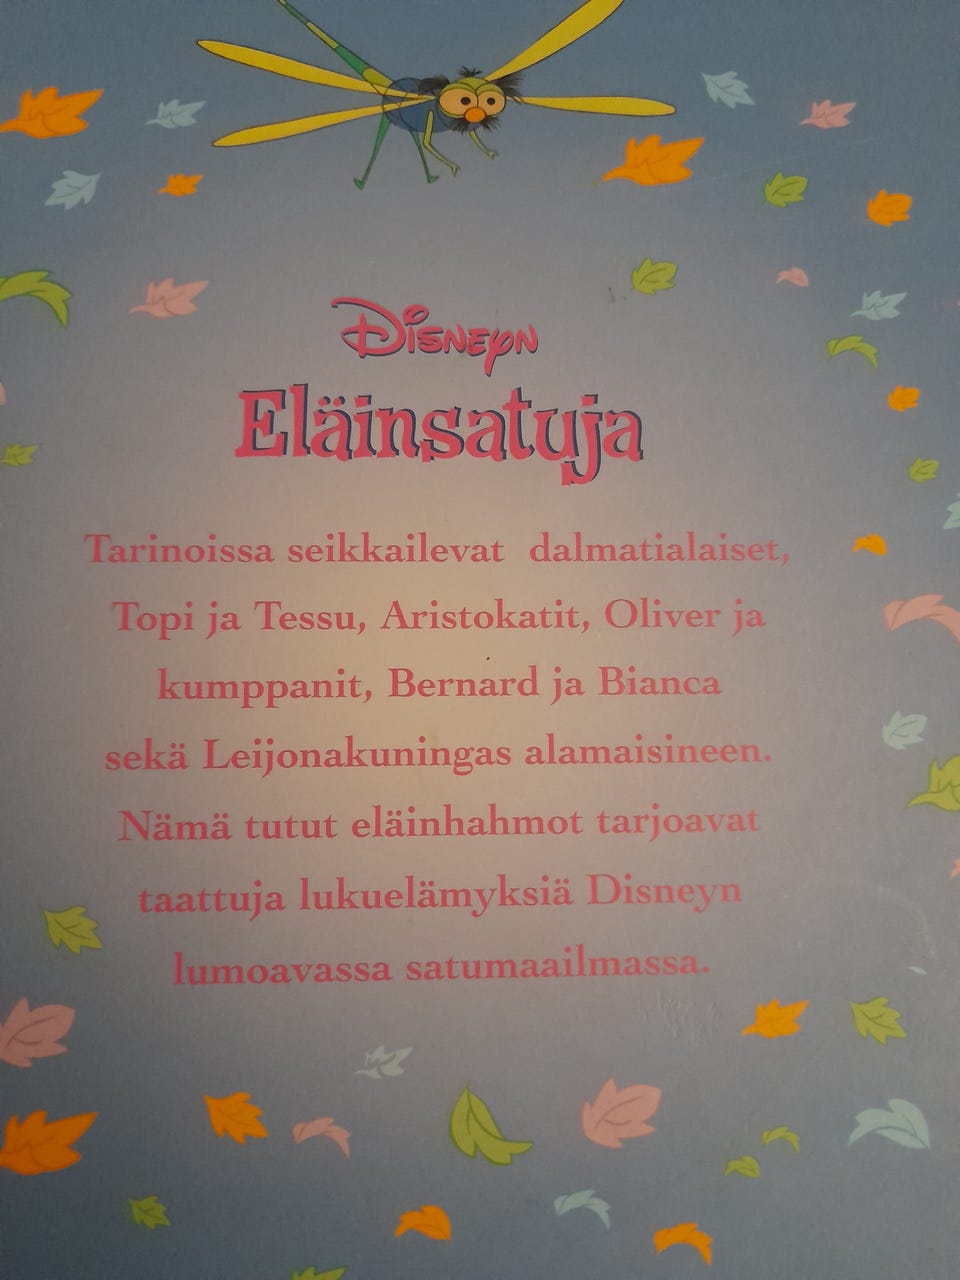 Disneyn
Eläinsatuja
Tarinoissa seikkailevat dalmatialaiset,
Topi ja Tessu, Aristokatit, Oliver ja
kumppanit, Bernard ja Bianca
sekä Leijonakuningas alamaisineen.
Nämä tutut eläinhahmot tarjoavat
taattuja lukuelämyksiä Disneyn
lumoavassa satumaailmassa.